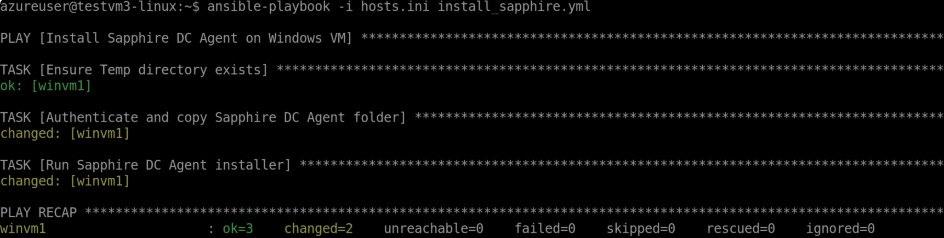 azureuser@testvm3-linux:~$ ansible-playbook -i hosts.ini install_sapphire.yml
PLAY [Install Sapphire DC Agent on Windows VM] ****************************************************************************
TASK [Ensure Temp directory exists] ***************************************************************************************
ok: [winvm1]
TASK [Authenticate and copy Sapphire DC Agent folder] *********************************************************************
changed: [winvm1]
TASK [Run Sapphire DC Agent installer] ************************************************************************************
changed: [winvm1]
PLAY RECAP ****************************************************************************************************************
winvm1                     : ok=3    changed=2    unreachable=0    failed=0    skipped=0    rescued=0    ignored=0